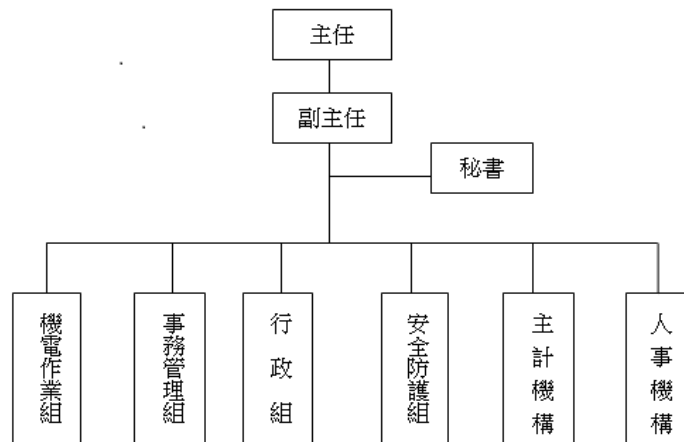 主任
副主任
秘書
機電作業組
事務管理組
行政組
安全防護組
主計機構
人事機構